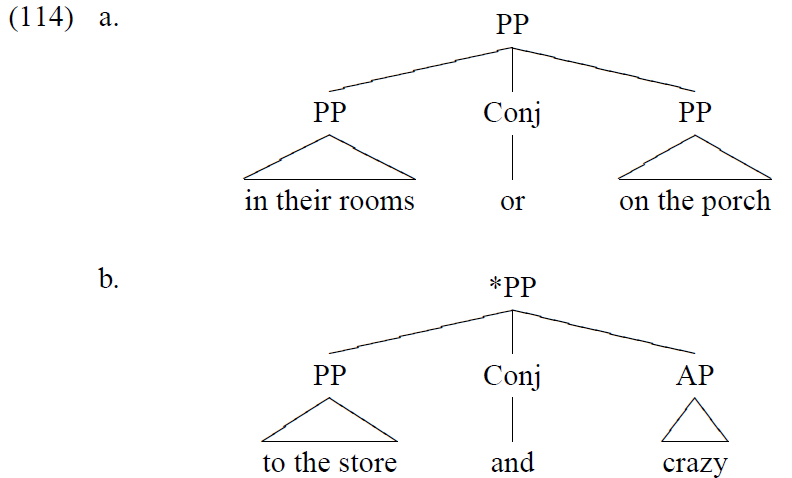 (114) a. PP
PP Conj PP
in their rooms or on the porch
b. *PP
PP Conj AP
to the store and crazy